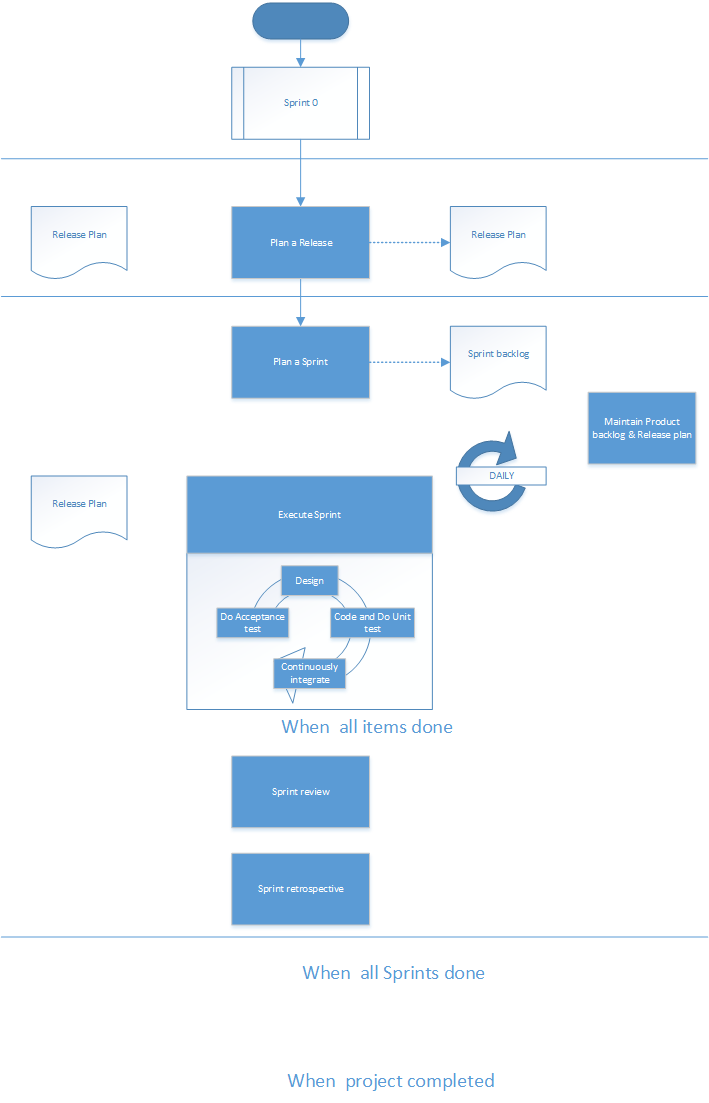 Sprint 0
Release Plan
Plan a Release
Release Plan
Plan a Sprint
Sprint backlog
Maintain Product
backlog & Release plan
DAILY
Release Plan
Execute Sprint
Design
Do Acceptance
test
Code and Do Unit
test
Continuously
integrate
When  all items done
Sprint review
Sprint retrospective
When  all Sprints done
When  project completed